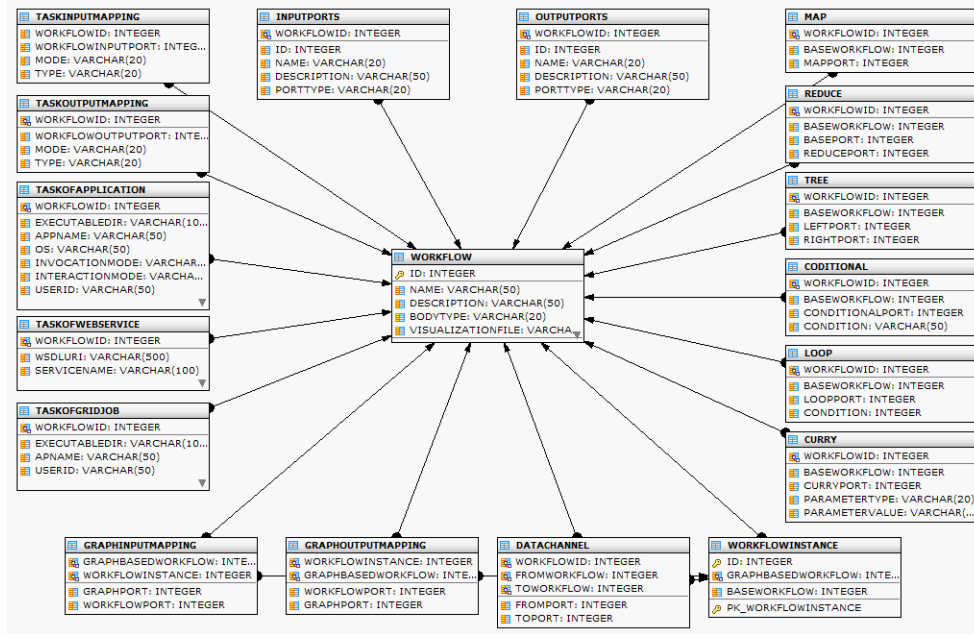 TASKINPUTMAPPING
WORKFLOWID: INTEGER
WORKFLOWINPUTPORT: INTEG...
MODE: VARCHAR(20)
TYPE: VARCHAR(20)
INPUTPORTS
WORKFLOWID: INTEGER
ID: INTEGER
NAME: VARCHAR(20)
DESCRIPTION: VARCHAR(50)
PORTTYPE: VARCHAR(20)
OUTPUTPORTS
WORKFLOWID: INTEGER
ID: INTEGER
NAME: VARCHAR(20)
DESCRIPTION: VARCHAR(50)
PORTTYPE: VARCHAR(20)
MAP
WORKFLOWID: INTEGER
BASEWORKFLOW: INTEGER
MAPPORT: INTEGER
TASKOUTPUTMAPPING
WORKFLOWID: INTEGER
WORKFLOWOUTPUTPORT: INTE...
MODE: VARCHAR(20)
TYPE: VARCHAR(20)
REDUCE
WORKFLOWID: INTEGER
BASEWORKFLOW: INTEGER
BASEPORT: INTEGER
REDUCEPORT: INTEGER
TASKOFAPPLICATION
WORKFLOWID: INTEGER
EXECUTABLEDIR: VARCHAR(10...
APPNAME: VARCHAR(50)
OS: VARCHAR(50)
INVOCATIONMODE: VARCHAR...
INTERACTIONMODE: VARCHA...
USERID: VARCHAR(50)
TREE
WORKFLOWID: INTEGER
BASEWORKFLOW: INTEGER
LEFTPORT: INTEGER
RIGHTPORT: INTEGER
WORKFLOW
ID: INTEGER
NAME: VARCHAR(50)
DESCRIPTION: VARCHAR(50)
BODYTYPE: VARCHAR(20)
VISUALIZATIONFILE: VARCHA...
CODITIONAL
WORKFLOWID: INTEGER
BASEWORKFLOW: INTEGER
CONDITIONALPORT: INTEGER
CONDITION: VARCHAR(50)
TASKOFWEBSERVICE
WORKFLOWID: INTEGER
WSDLURI: VARCHAR(500)
SERVICENAME: VARCHAR(100)
LOOP
WORKFLOWID: INTEGER
BASEWORKFLOW: INTEGER
LOOPPORT: INTEGER
CONDITION: INTEGER
TASKOFGRIDJOB
WORKFLOWID: INTEGER
EXECUTABLEDIR: VARCHAR(10...
APNAME: VARCHAR(50)
USERID: VARCHAR(50)
CURRY
WORKFLOWID: INTEGER
BASEWORKFLOW: INTEGER
CURRYPORT: INTEGER
PARAMETERTYPE: VARCHAR(20)
PARAMETERVALUE: VARCHAR(...
GRAPHINPUTMAPPING
GRAPHBASEDWORKFLOW: INTE...
WORKFLOWINSTANCE: INTEGER
GRAPHPORT: INTEGER
WORKFLOWPORT: INTEGER
GRAPHOUTPUTMAPPING
WORKFLOWINSTANCE: INTEGER
GRAPHBASEDWORKFLOW: INTE...
WORKFLOWPORT: INTEGER
GRAPHPORT: INTEGER
DATACHANNEL
WORKFLOWID: INTEGER
FROMWORKFLOW: INTEGER
TOWORKFLOW: INTEGER
FROMPORT: INTEGER
TOPORT: INTEGER
WORKFLOWINSTANCE
ID: INTEGER
GRAPHBASEDWORKFLOW: INTE...
BASEWORKFLOW: INTEGER
PK_WORKFLOWINSTANCE